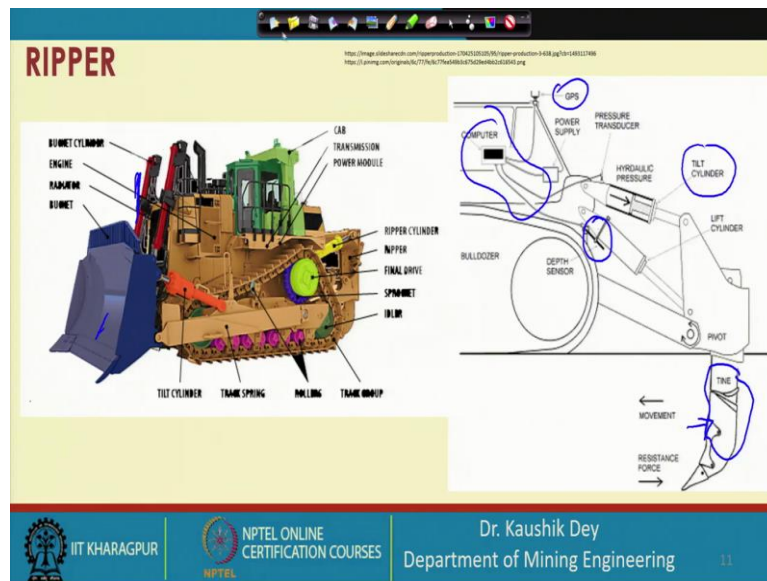 RIPPER
BUCKET CYLINDER
ENGINE
RADIATOR
BUCKET
CAB
TRANSMISSION
POWER MODULE
RIPPER CYLINDER
RIPPER
FINAL DRIVE
SPROCKET
IDLER
TILT CYLINDER
TRACK SPRING
ROLLING
TRACK GROUP
GPS
COMPUTER
POWER
SUPPLY
PRESSURE
TRANSDUCER
HYRDRAULIC
PRESSURE
TILT
CYLINDER
LIFT
CYLINDER
BULLDOZER
DEPTH
SENSOR
PIVOT
TINE
MOVEMENT
RESISTANCE
FORCE
IIT KHARAGPUR
NPTEL
NPTEL ONLINE
CERTIFICATION COURSES
Dr. Kaushik Dey
Department of Mining Engineering
11